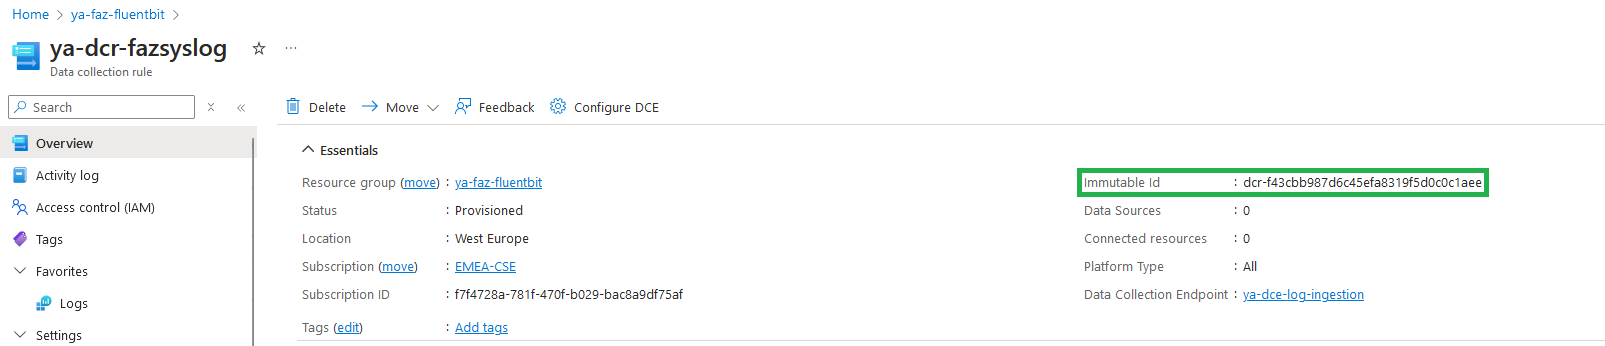 Home > ya-faz-fluentbit >
ya-dcr-fazsyslog
Data collection rule
Search
Delete Move Feedback Configure DCE
Overview
Activity log
Access control (IAM)
Tags
Favorites
Logs
Settings
Essentials
Resource group (move) : ya-faz-fluentbit
Status : Provisioned
Location : West Europe
Subscription (move) : EMEA-CSE
Subscription ID : f7f4728a-781f-470f-b029-bac8a9df75af
Tags (edit) : Add tags
Immutable Id : dcr-f43cbb987d6c45efa8319f5d0c0c1aee
Data Sources : 0
Connected resources : 0
Platform Type : All
Data Collection Endpoint : ya-dce-log-ingestion